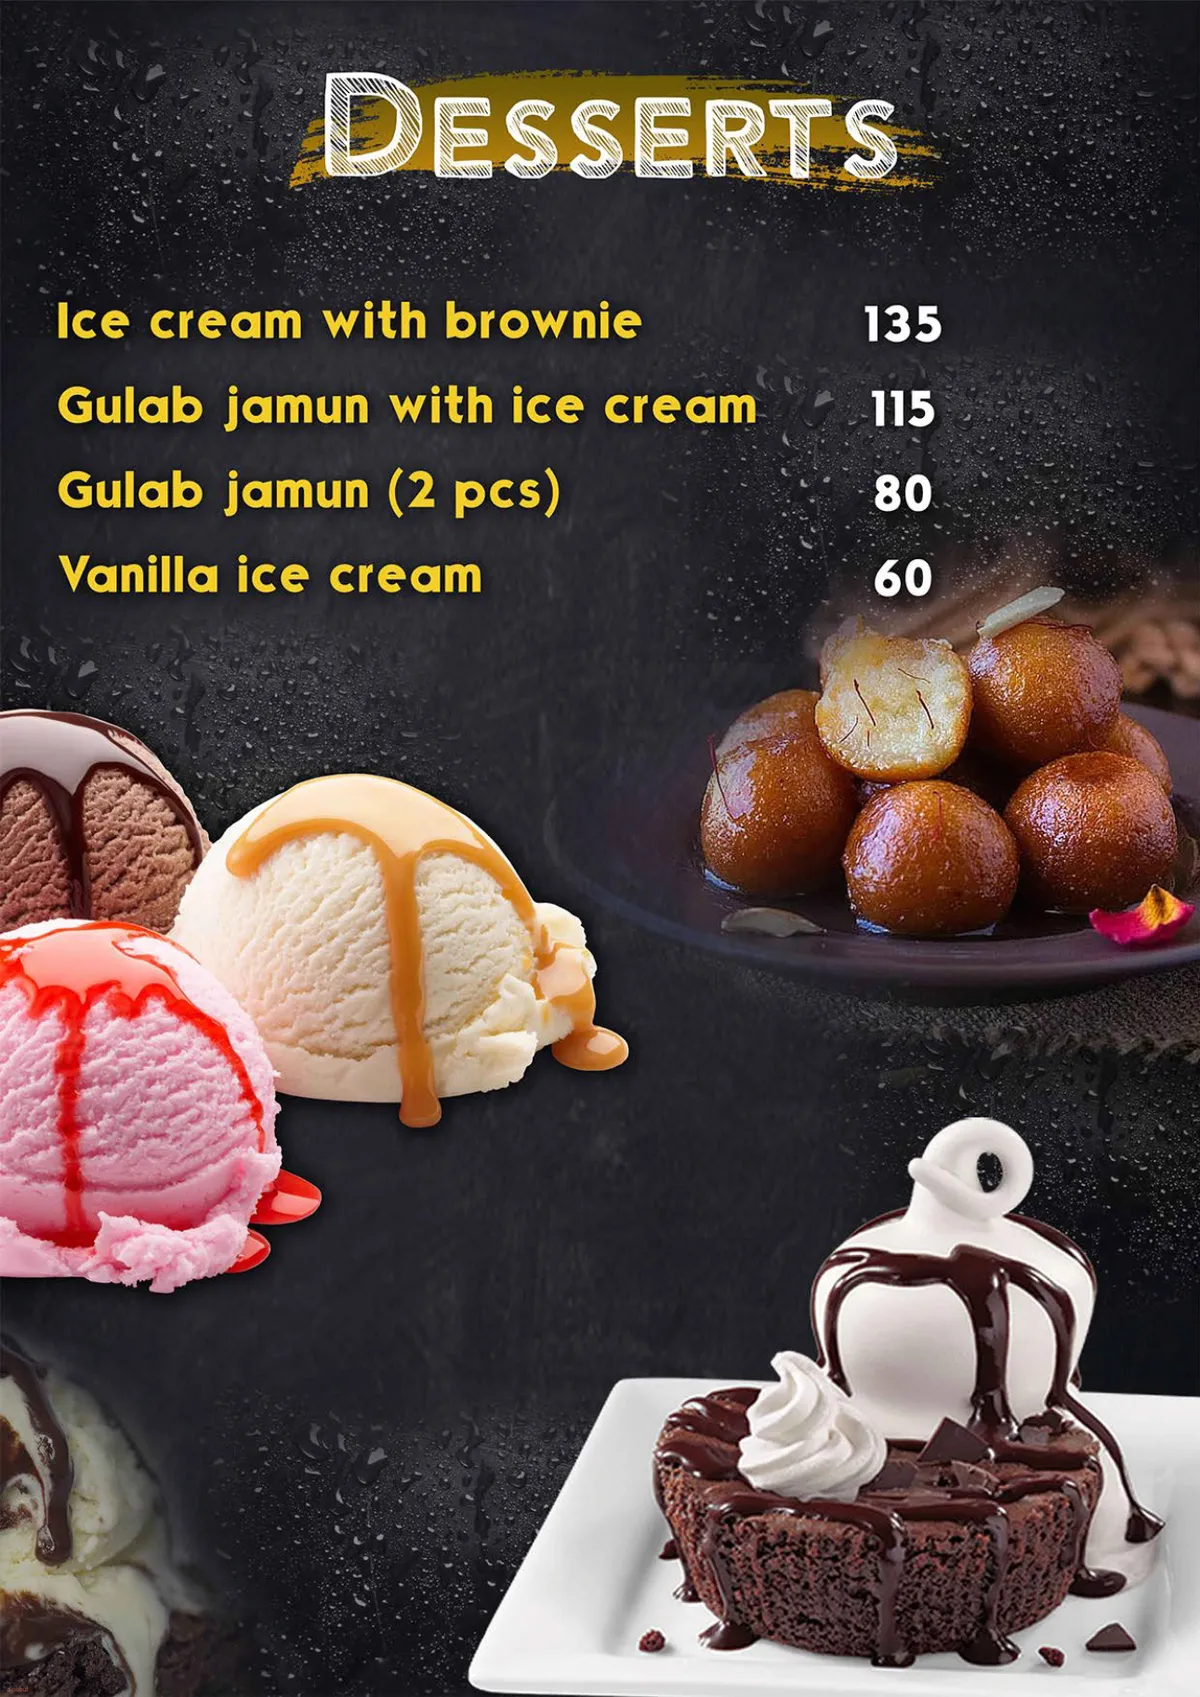 Desserts
Ice cream with brownie 135
Gulab jamun with ice cream 115
Gulab jamun (2 pcs) 80
Vanilla ice cream 60